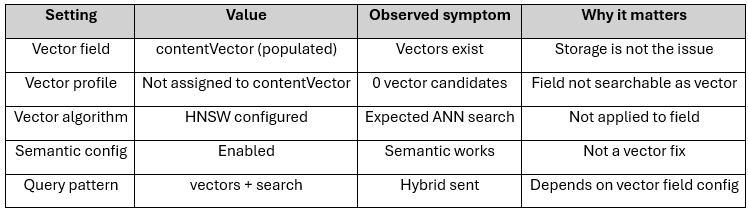 Setting Value Observed symptom Why it matters
Vector field contentVector (populated) Vectors exist Storage is not the issue
Vector profile Not assigned to contentVector 0 vector candidates Field not searchable as vector
Vector algorithm HNSW configured Expected ANN search Not applied to field
Semantic config Enabled Semantic works Not a vector fix
Query pattern vectors + search Hybrid sent Depends on vector field config